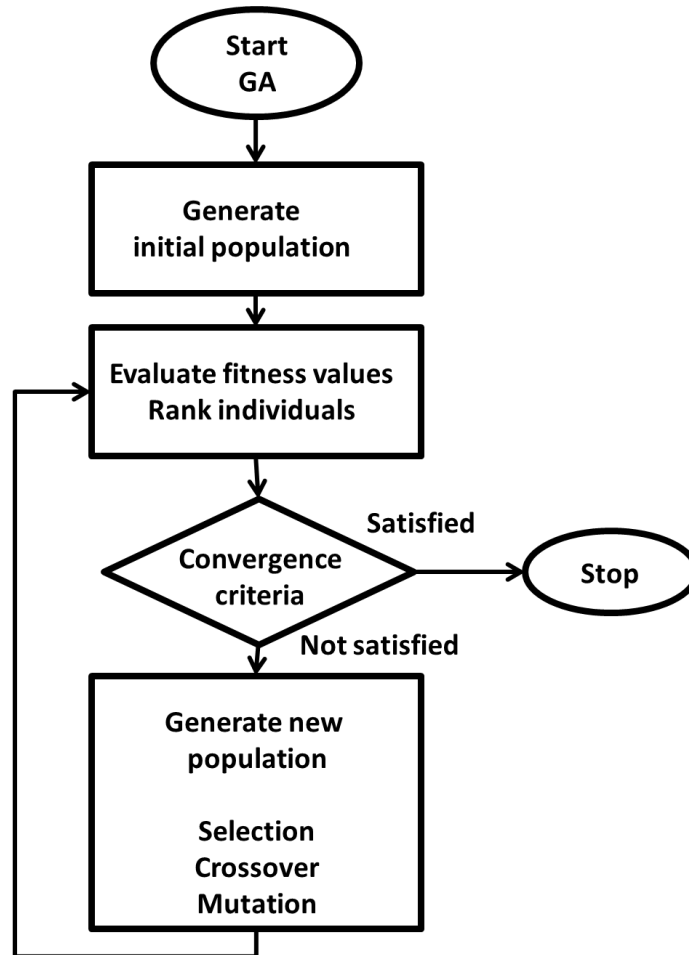 Start
GA
Generate
initial population
Evaluate fitness values
Rank individuals
Satisfied
Convergence
criteria
Stop
Not satisfied
Generate new
population
Selection
Crossover
Mutation